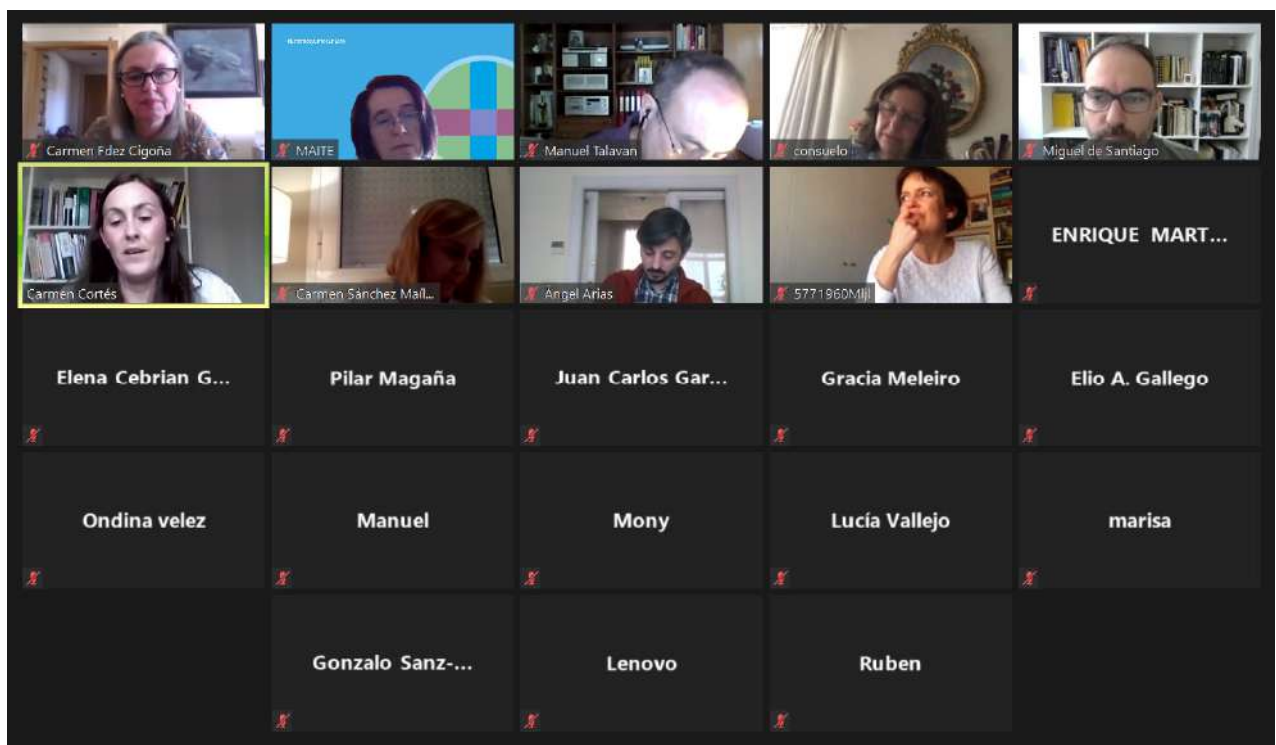 Carmen Fdez Cigoña
MAITE
Manuel Talavan
consuelo
Miguel de Santiago
Carmen Cortés
Carmen Sánchez Maíl...
Ángel Arias
5771960Mljl
ENRIQUE MART...
Elena Cebrian G...
Pilar Magaña
Juan Carlos Gar...
Gracia Meleiro
Elio A. Gallego
Ondina velez
Manuel
Mony
Lucía Vallejo
marisa
Gonzalo Sanz-...
Lenovo
Ruben